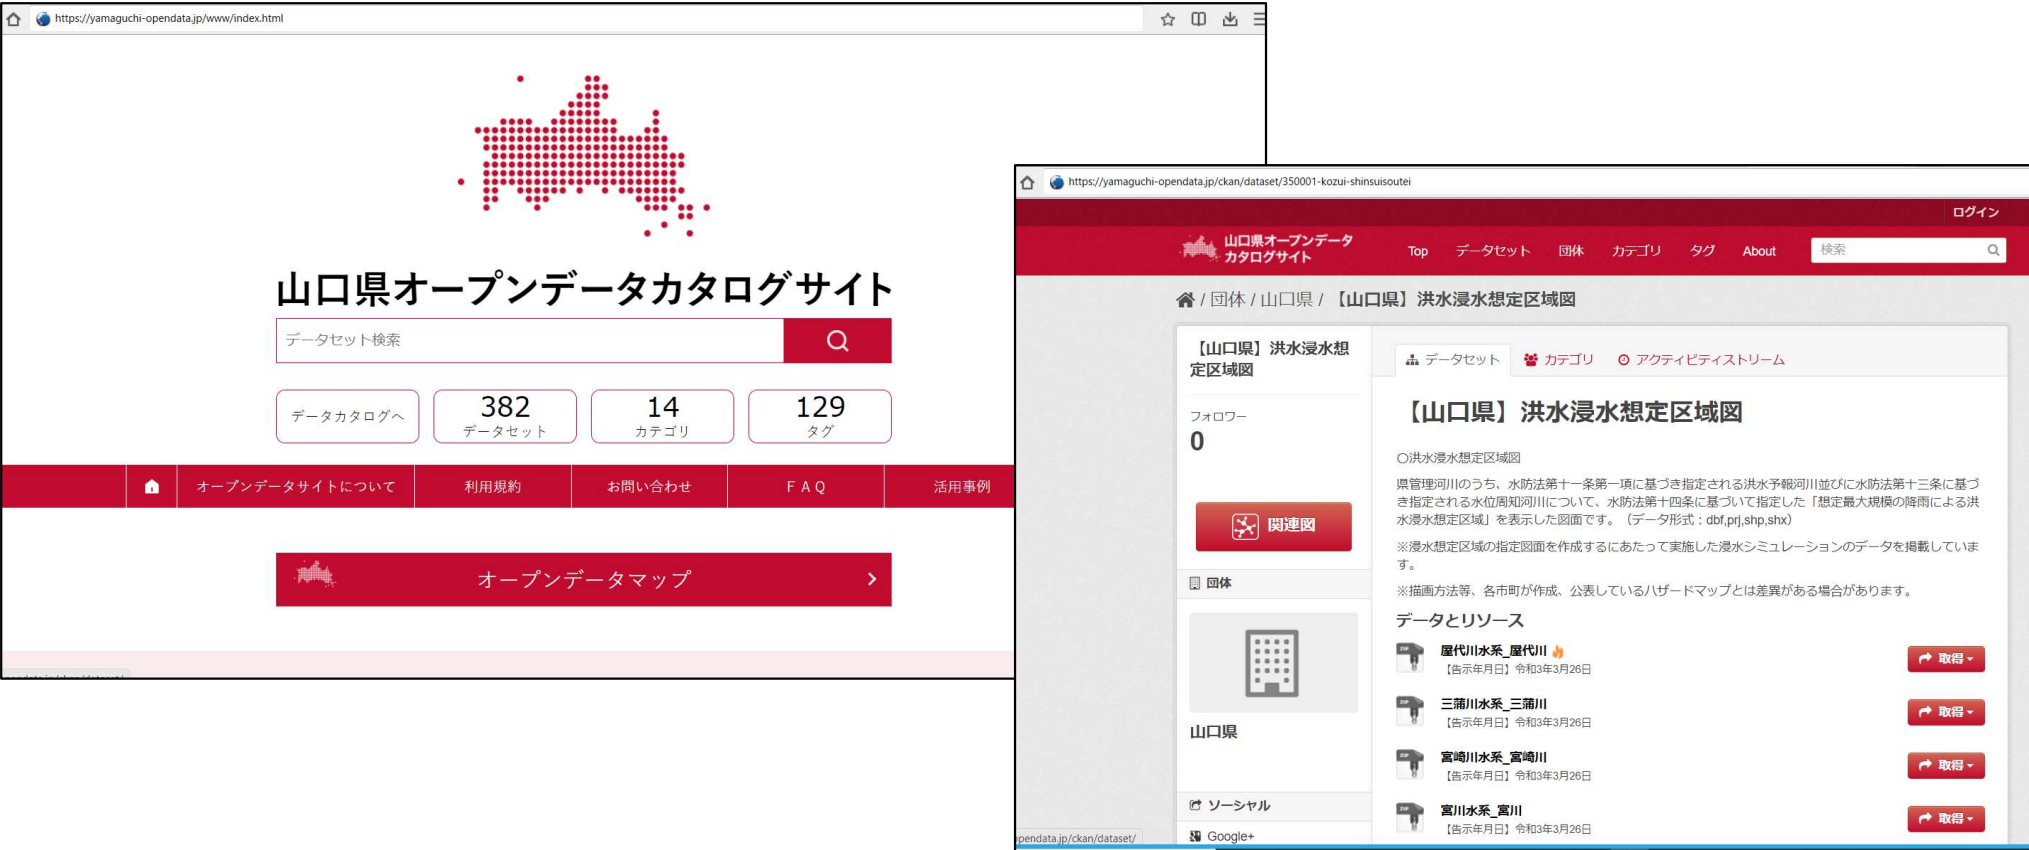 https://yamaguchi-opendata.jp/www/index.html
山口県オープンデータカタログサイト
データセット検索
データカタログへ
382
データセット
14
カテゴリ
129
タグ
オープンデータサイトについて
利用規約
お問い合わせ
FAQ
活用事例
オープンデータマップ
https://yamaguchi-opendata.jp/ckan/dataset/350001-kozui-shinsuisoutei
ログイン
山口県オープンデータ
カタログサイト
Top
データセット
団体
カテゴリ
タグ
About
検索
/ 団体 / 山口県 / 【山口県】洪水浸水想定区域図
【山口県】洪水浸水想
定区域図
フォロワー
0
関連図
団体
山口県
ソーシャル
Google+
データセット
カテゴリ
アクティビティストリーム
【山口県】洪水浸水想定区域図
〇洪水浸水想定区域図
県管理河川のうち、水防法第十一条第一項に基づき指定される洪水予報河川並びに水防法第十三条に基づ
き指定される水位周知河川について、水防法第十四条に基づいて指定した「想定最大規模の降雨による洪
水浸水想定区域」を表示した図面です。（データ形式：dbf,prj,shp,shx）
※浸水想定区域の指定図面を作成するにあたって実施した浸水シミュレーションのデータを掲載していま
す。
※描画方法等、各市町が作成、公表しているハザードマップとは差異がある場合があります。
データとリソース
屋代川水系_屋代川
【告示年月日】令和3年3月26日
取得
三蒲川水系_三蒲川
【告示年月日】令和3年3月26日
取得
宮崎川水系_宮崎川
【告示年月日】令和3年3月26日
取得
宮川水系_宮川
【告示年月日】令和3年3月26日
取得
opendata.jp/ckan/dataset/